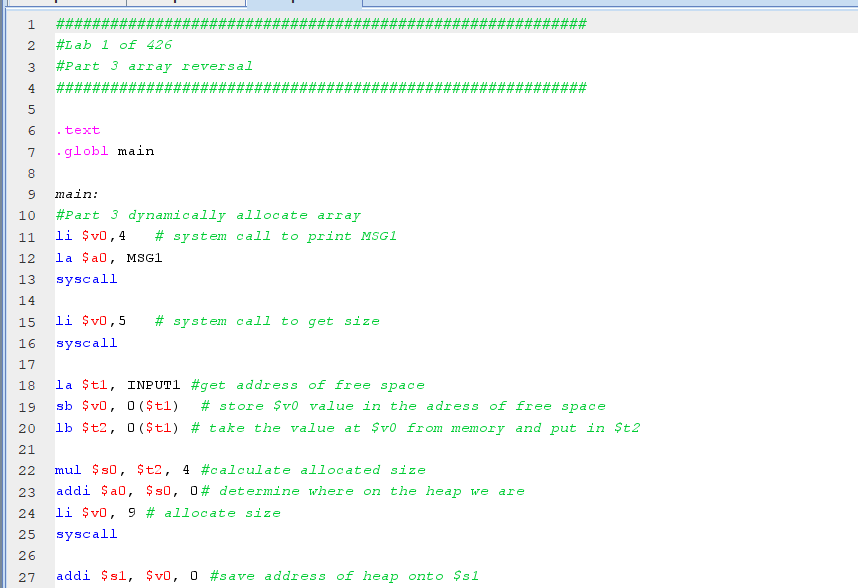 1 ###########################################################
2 #Lab 1 of 426
3 #Part 3 array reversal
4 ###########################################################
5
6 .text
7 .globl main
8
9 main:
10 #Part 3 dynamically allocate array
11 li $v0,4 # system call to print MSG1
12 la $a0, MSG1
13 syscall
14
15 li $v0,5 # system call to get size
16 syscall
17
18 la $t1, INPUT1 #get address of free space
19 sb $v0, 0($t1) # store $v0 value in the adress of free space
20 lb $t2, 0($t1) # take the value at $v0 from memory and put in $t2
21
22 mul $s0, $t2, 4 #calculate allocated size
23 addi $a0, $s0, 0# determine where on the heap we are
24 li $v0, 9 # allocate size
25 syscall
26
27 addi $s1, $v0, 0 #save address of heap onto $s1